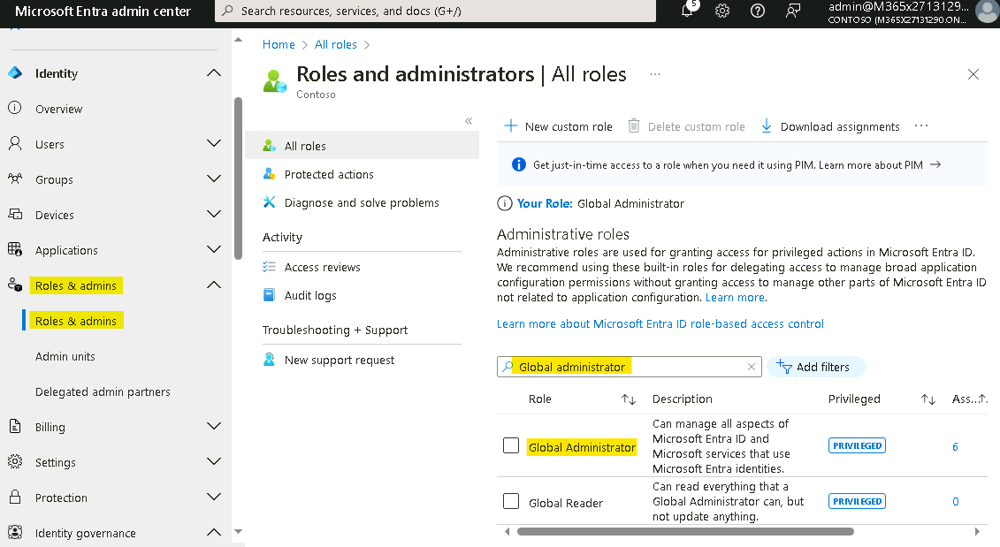 Microsoft Entra admin center
Search resources, services, and docs (G+/)
5
admin@M365x2713129...
CONTOSO (M365X27131290.ON...
Identity
Overview
Users
Groups
Devices
Applications
Roles & admins
Roles & admins
Admin units
Delegated admin partners
Billing
Settings
Protection
Identity governance
Home > All roles >
Roles and administrators | All roles ...
Contoso
«
All roles
Protected actions
Diagnose and solve problems
Activity
Access reviews
Audit logs
Troubleshooting + Support
New support request
New custom role
Delete custom role
Download assignments
...
Get just-in-time access to a role when you need it using PIM. Learn more about PIM →
Your Role: Global Administrator
Administrative roles
Administrative roles are used for granting access for privileged actions in Microsoft Entra ID.
We recommend using these built-in roles for delegating access to manage broad application
configuration permissions without granting access to manage other parts of Microsoft Entra ID
not related to application configuration. Learn more.
Learn more about Microsoft Entra ID role-based access control
Global administrator
Add filters
Role ↑↓ Description Privileged ↑↓ Ass...↑
Global Administrator
Can manage all aspects of
Microsoft Entra ID and
Microsoft services that use
Microsoft Entra identities.
PRIVILEGED
6
Global Reader
Can read everything that a
Global Administrator can, but
not update anything.
PRIVILEGED
0